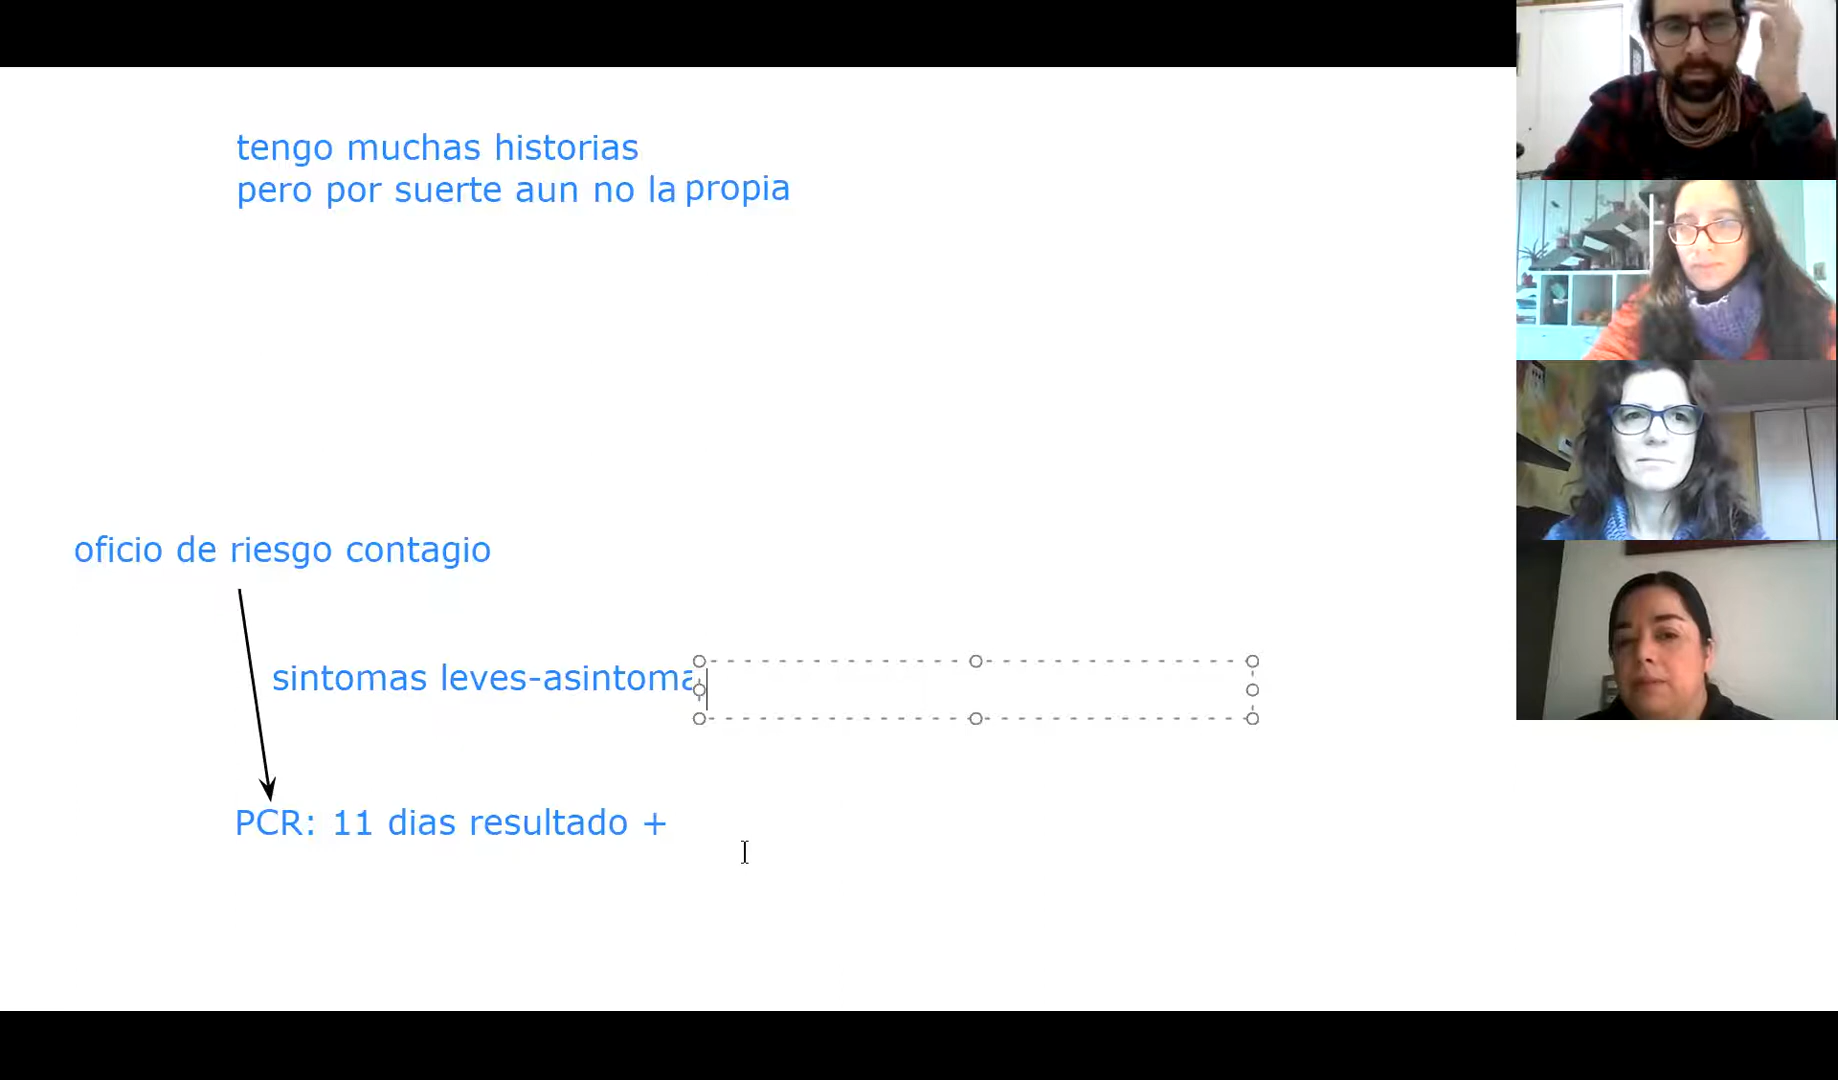 tengo muchas historias
pero por suerte aun no la propia
oficio de riesgo contagio
sintomas leves-asintoma
PCR: 11 dias resultado +